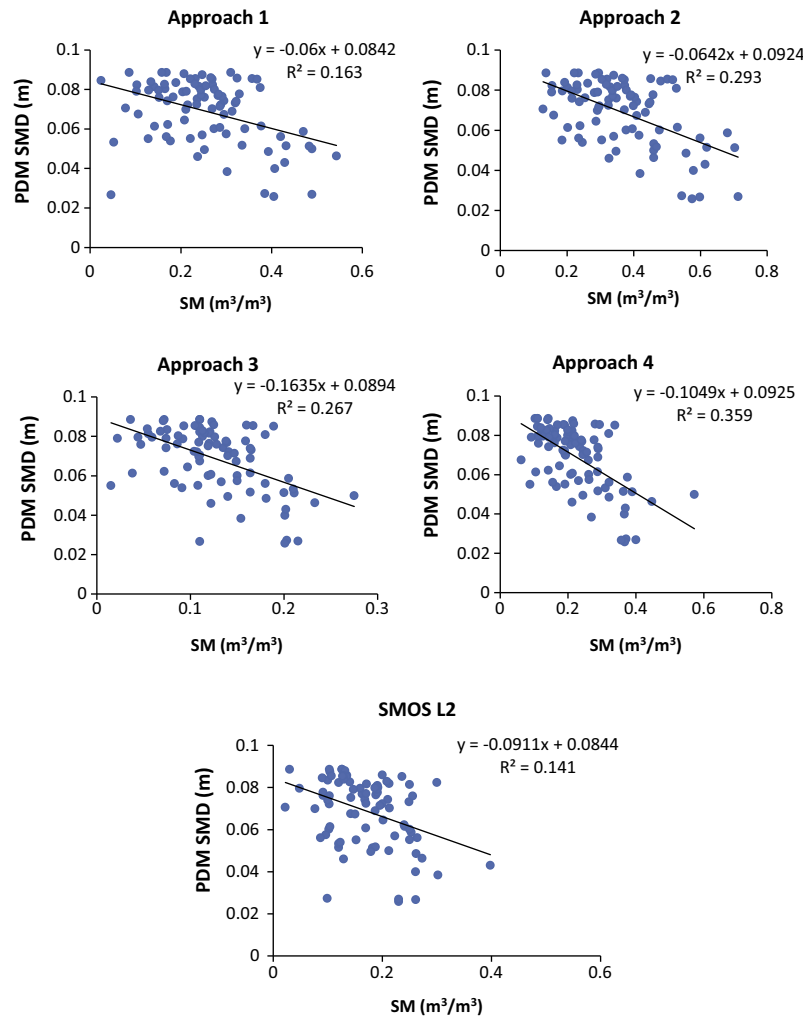 Approach 1
y = -0.06x + 0.0842
R² = 0.163
PDM SMD (m)
0.1
0.08
0.06
0.04
0.02
0
0 0.2 0.4 0.6
SM (m³/m³)
Approach 2
y = -0.0642x + 0.0924
R² = 0.293
PDM SMD (m)
0.1
0.08
0.06
0.04
0.02
0
0 0.2 0.4 0.6 0.8
SM (m³/m³)
Approach 3
y = -0.1635x + 0.0894
R² = 0.267
PDM SMD (m)
0.1
0.08
0.06
0.04
0.02
0
0 0.1 0.2 0.3
SM (m³/m³)
Approach 4
y = -0.1049x + 0.0925
R² = 0.359
PDM SMD (m)
0.1
0.08
0.06
0.04
0.02
0
0 0.2 0.4 0.6 0.8
SM (m³/m³)
SMOS L2
y = -0.0911x + 0.0844
R² = 0.141
PDM SMD (m)
0.1
0.08
0.06
0.04
0.02
0
0 0.2 0.4 0.6
SM (m³/m³)